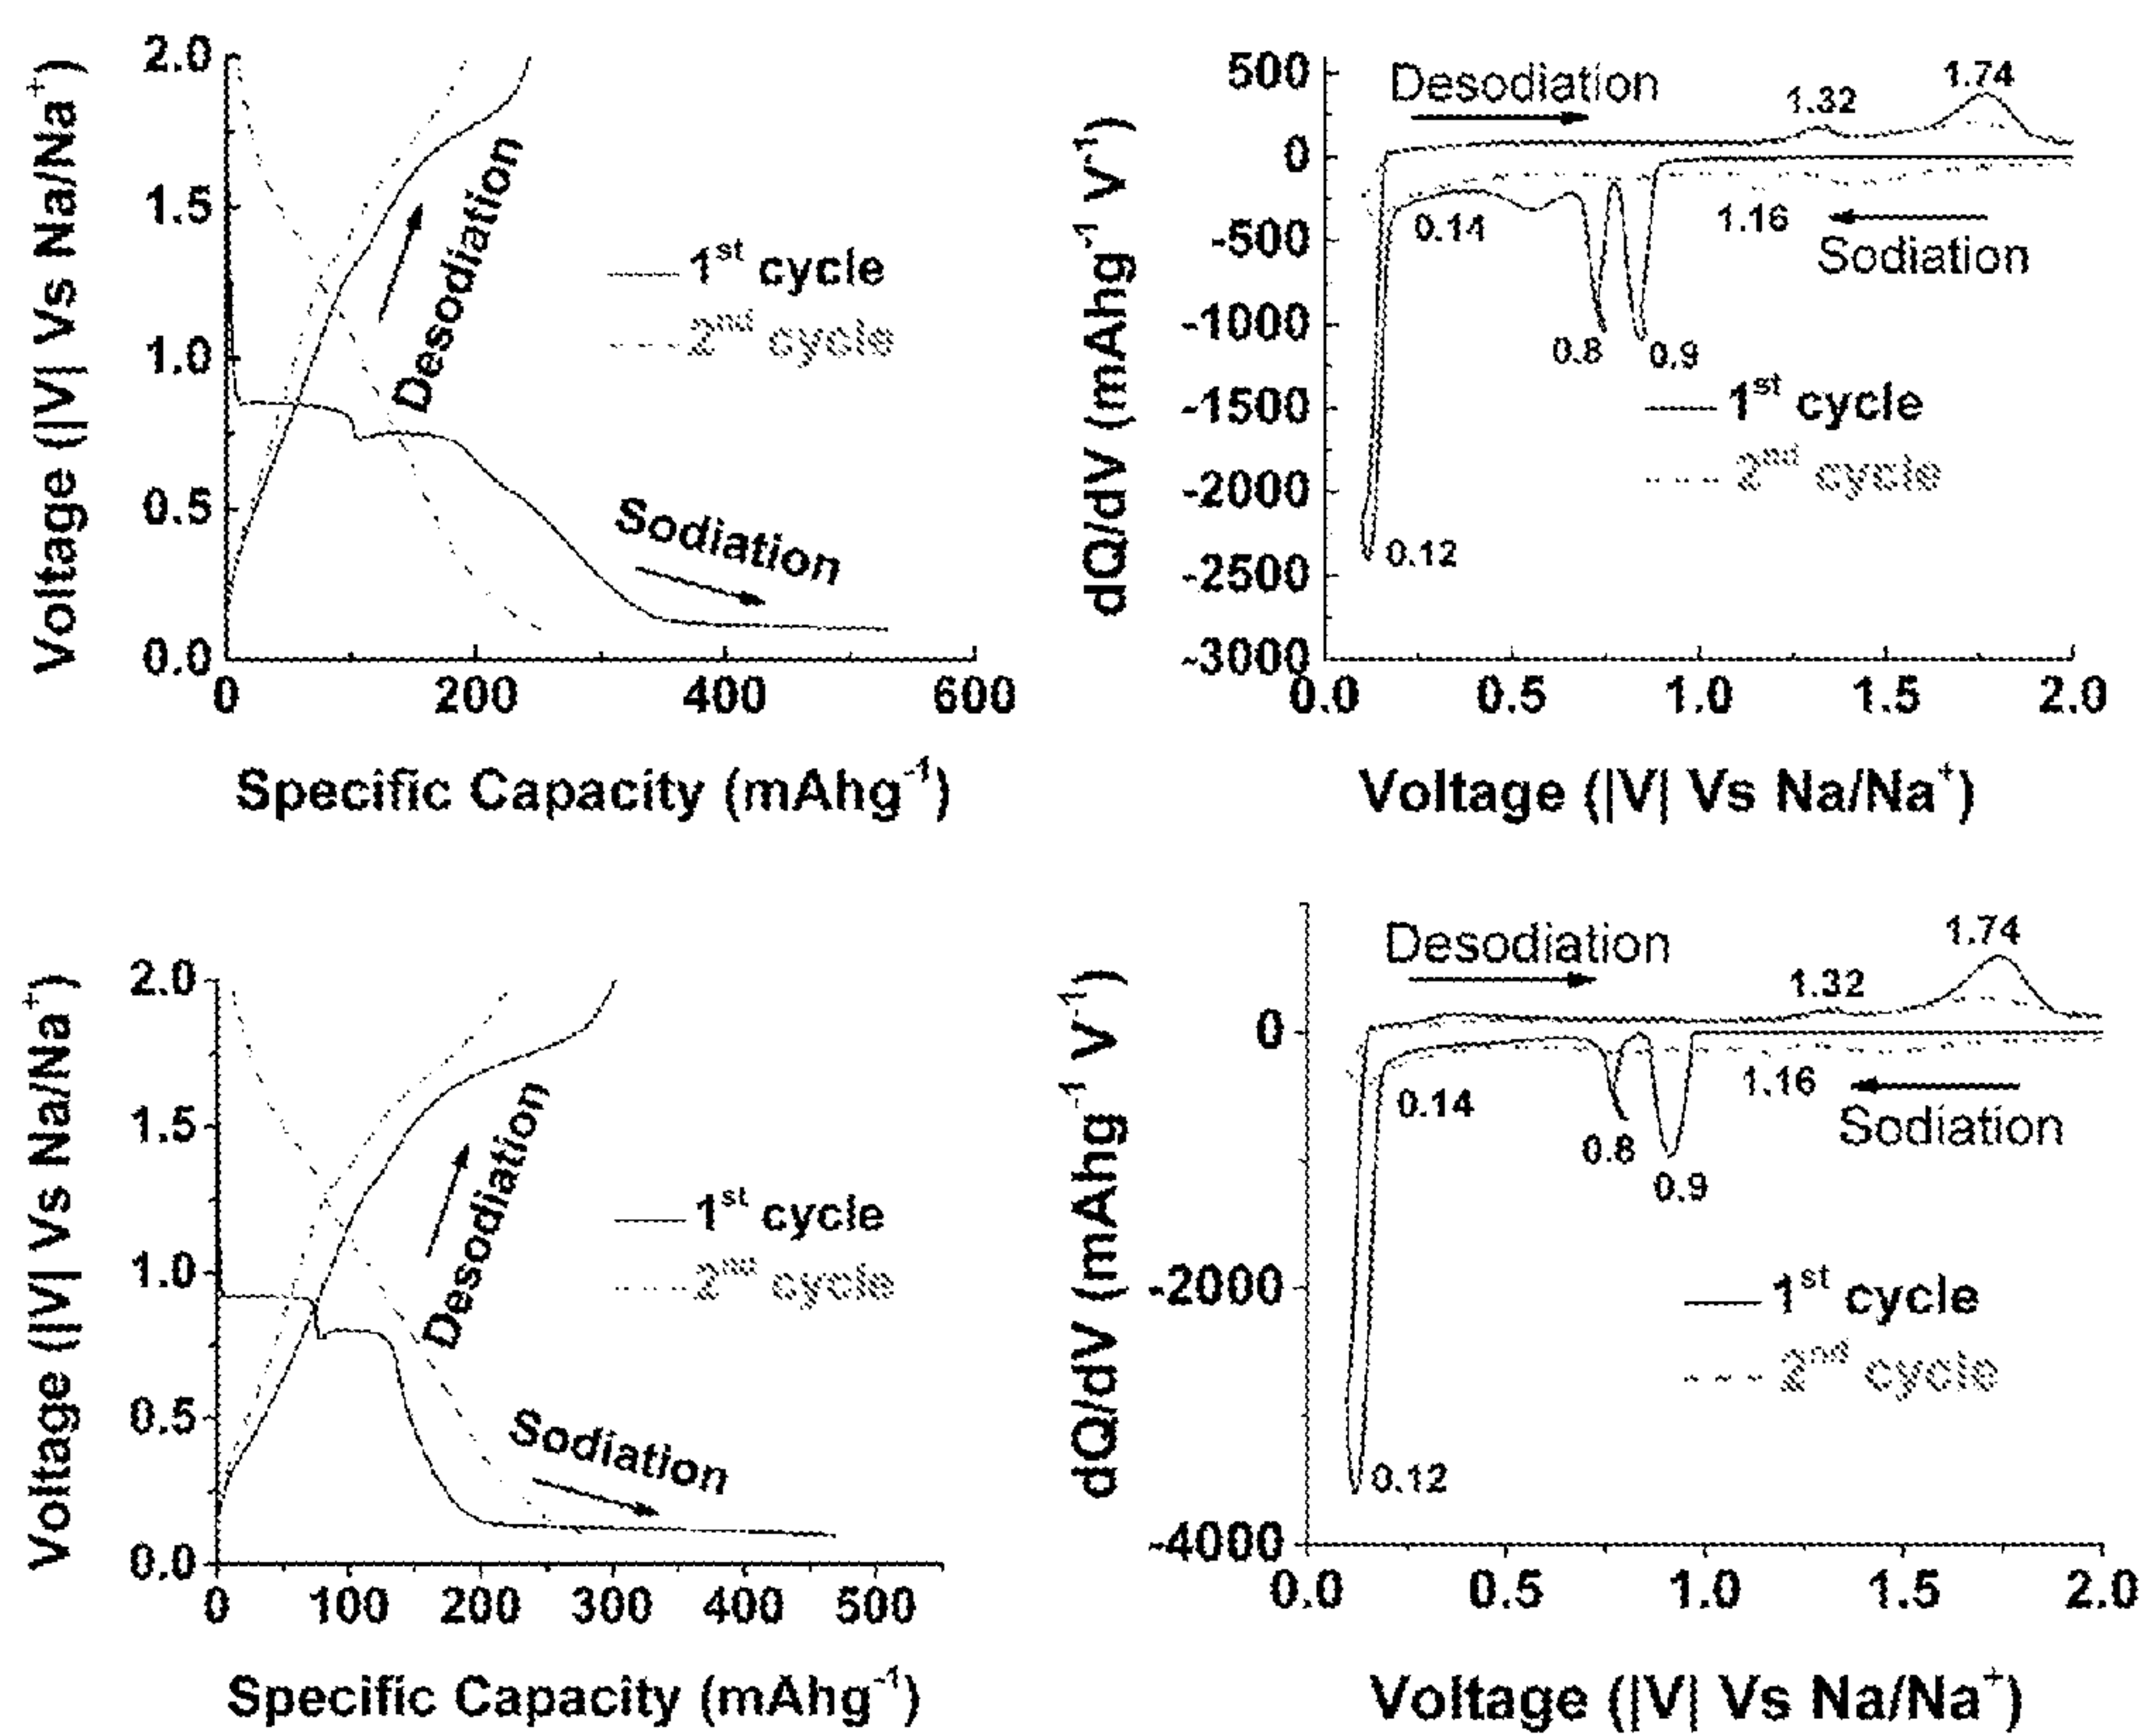 Voltage (|V| Vs Na/Na⁺)
2.0
1.5
1.0
0.5
0.0
0
200
400
600
Specific Capacity (mAhg⁻¹)
Desodiation
Sodiation
1ˢᵗ cycle
2ⁿᵈ cycle
dQ/dV (mAhg⁻¹ V⁻¹)
500
0
-500
-1000
-1500
-2000
-2500
-3000
0.0
0.5
1.0
1.5
2.0
Voltage (|V| Vs Na/Na⁺)
Desodiation
1.32
1.74
0.14
1.16
Sodiation
0.8
0.9
0.12
1ˢᵗ cycle
2ⁿᵈ cycle
Voltage (|V| Vs Na/Na⁺)
2.0
1.5
1.0
0.5
0.0
0
100
200
300
400
500
Specific Capacity (mAhg⁻¹)
Desodiation
Sodiation
1ˢᵗ cycle
2ⁿᵈ cycle
dQ/dV (mAhg⁻¹ V⁻¹)
0
-2000
-4000
0.0
0.5
1.0
1.5
2.0
Voltage (|V| Vs Na/Na⁺)
Desodiation
1.32
1.74
0.14
1.16
Sodiation
0.8
0.9
0.12
1ˢᵗ cycle
2ⁿᵈ cycle